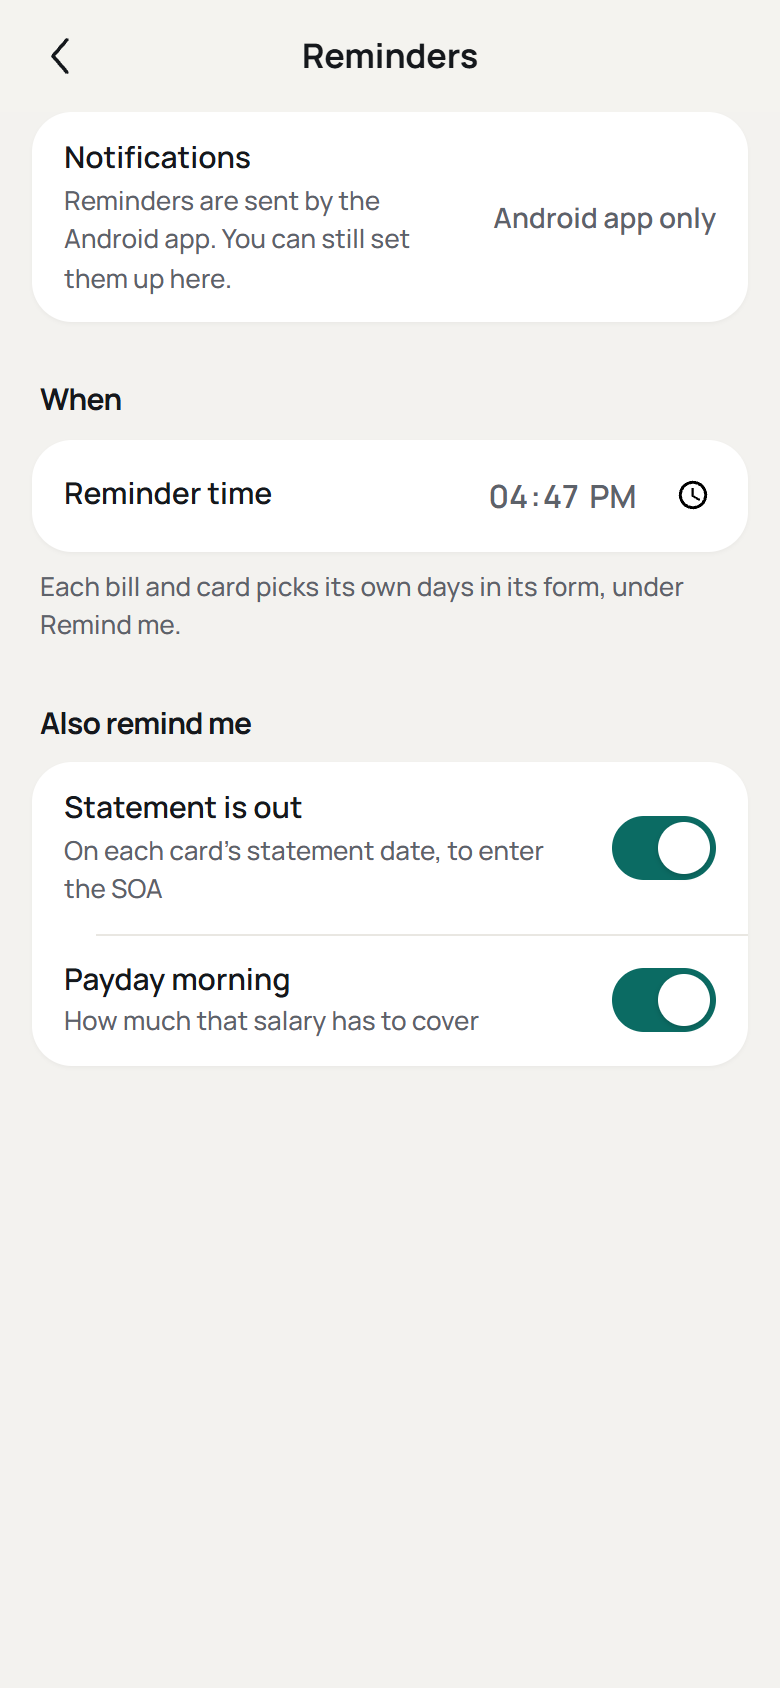 Reminders
Notifications
Reminders are sent by the
Android app. You can still set
them up here.
Android app only
When
Reminder time
04:47 PM
Each bill and card picks its own days in its form, under
Remind me.
Also remind me
Statement is out
On each card’s statement date, to enter
the SOA
Payday morning
How much that salary has to cover